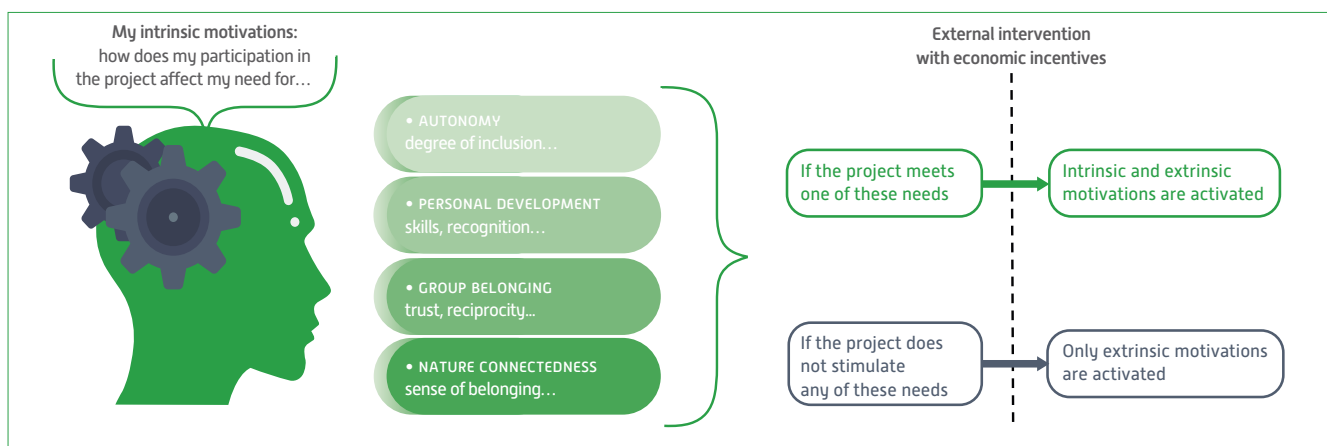 My intrinsic motivations:
how does my participation in
the project affect my need for…
• AUTONOMY
degree of inclusion…
• PERSONAL DEVELOPMENT
skills, recognition…
• GROUP BELONGING
trust, reciprocity...
• NATURE CONNECTEDNESS
sense of belonging…
External intervention
with economic incentives
If the project meets
one of these needs
Intrinsic and extrinsic
motivations are activated
If the project does
not stimulate
any of these needs
Only extrinsic motivations
are activated